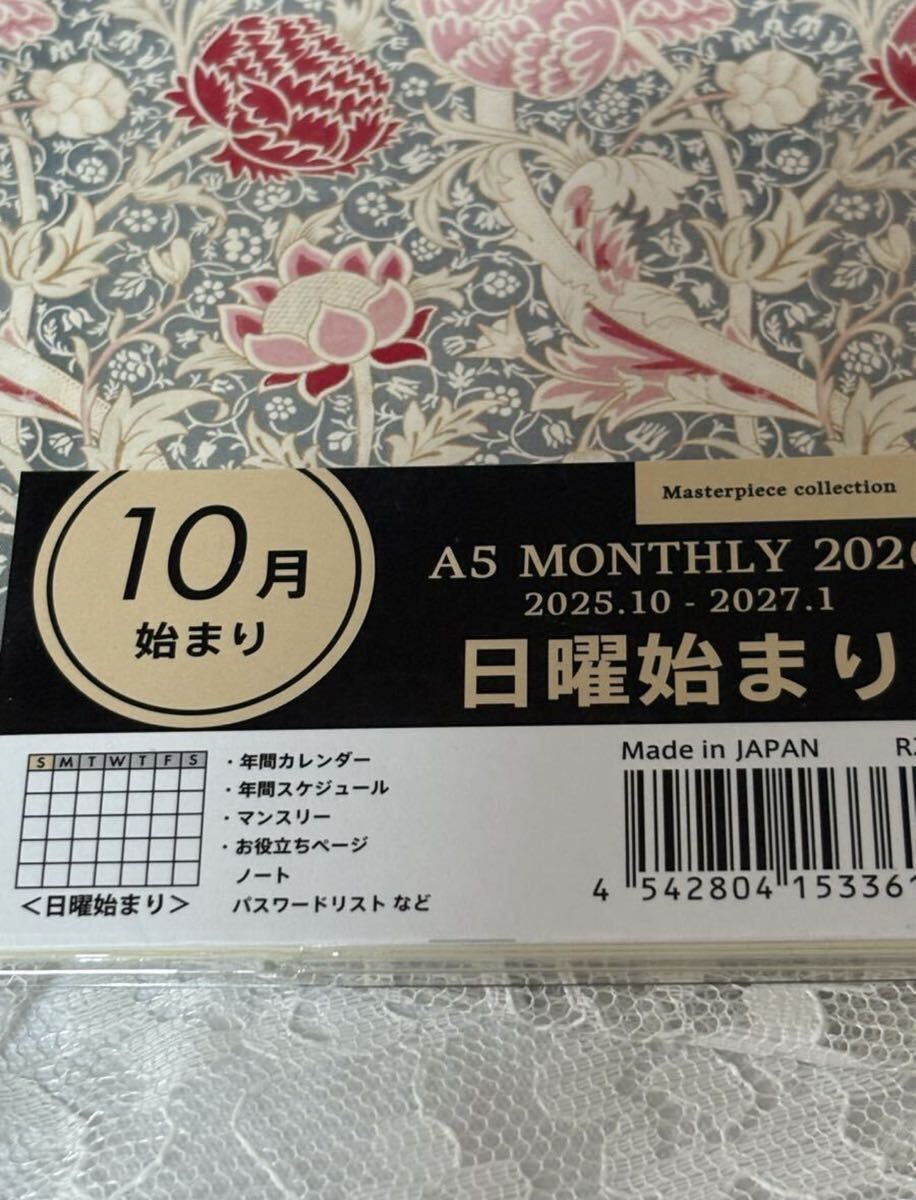 Masterpiece collection
10月
始まり
A5 MONTHLY 2026
2025.10 - 2027.1
日曜始まり
S M T W T F S
＜日曜始まり＞
・年間カレンダー
・年間スケジュール
・マンスリー
・お役立ちページ
ノート
パスワードリスト など
Made in JAPAN
4 542804 153361